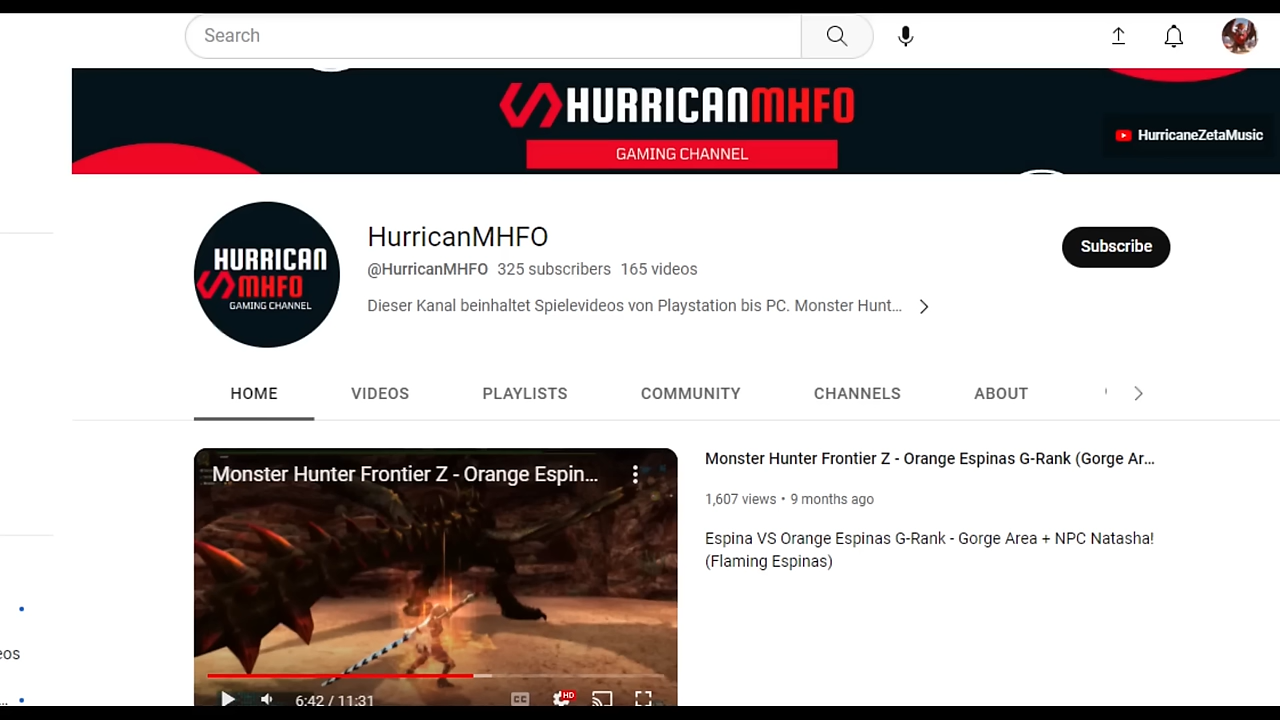 Search
HURRICANMHFO
GAMING CHANNEL
HurricaneZetaMusic
HURRICAN
MHFO
GAMING CHANNEL
HurricanMHFO
@HurricanMHFO 325 subscribers 165 videos
Dieser Kanal beinhaltet Spielevideos von Playstation bis PC. Monster Hunt...
Subscribe
HOME VIDEOS PLAYLISTS COMMUNITY CHANNELS ABOUT
Monster Hunter Frontier Z - Orange Espin...
6:42 / 11:31
CC
HD
Monster Hunter Frontier Z - Orange Espinas G-Rank (Gorge Ar...
1,607 views • 9 months ago
Espina VS Orange Espinas G-Rank - Gorge Area + NPC Natasha!
(Flaming Espinas)
eos
...